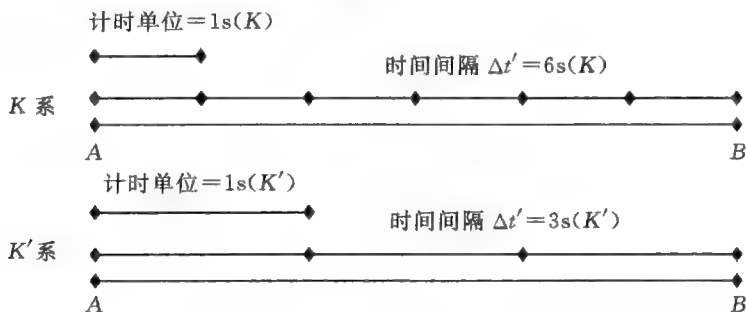 计时单位=1s(K)
时间间隔 Δt′=6s(K)
K 系
A B
计时单位=1s(K′)
时间间隔 Δt′=3s(K′)
K′系
A B